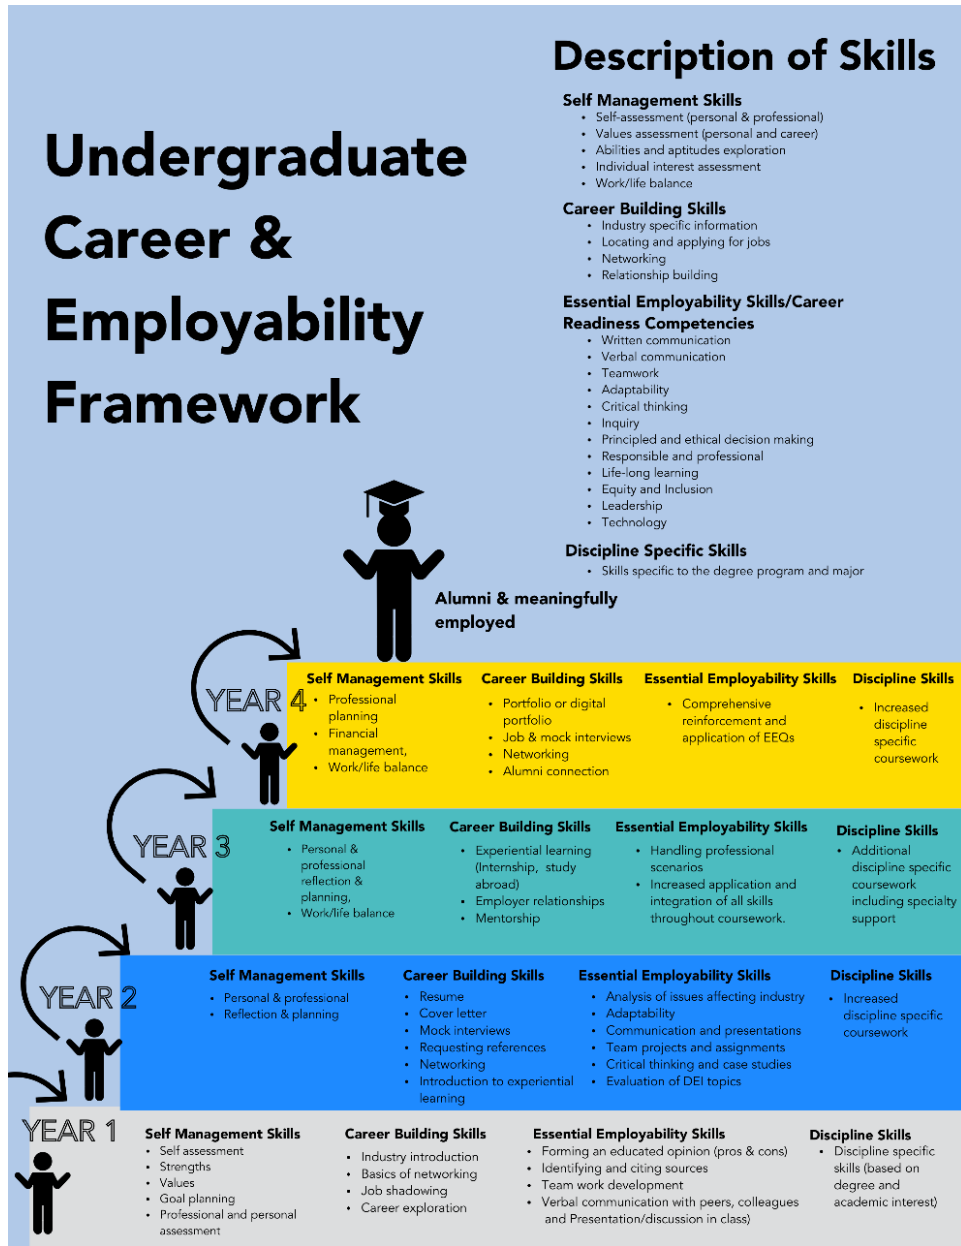 Description of Skills
Self Management Skills
• Self-assessment (personal & professional)
• Values assessment (personal and career)
• Abilities and aptitudes exploration
• Individual interest assessment
• Work/life balance
Career Building Skills
• Industry specific information
• Locating and applying for jobs
• Networking
• Relationship building
Essential Employability Skills/Career
Readiness Competencies
• Written communication
• Verbal communication
• Teamwork
• Adaptability
• Critical thinking
• Inquiry
• Principled and ethical decision making
• Responsible and professional
• Life-long learning
• Equity and Inclusion
• Leadership
• Technology
Discipline Specific Skills
• Skills specific to the degree program and major
Undergraduate
Career &
Employability
Framework
Alumni & meaningfully
employed
YEAR 4
Self Management Skills
• Professional
planning
• Financial
management,
• Work/life balance
Career Building Skills
• Portfolio or digital
portfolio
• Job & mock interviews
• Networking
• Alumni connection
Essential Employability Skills
• Comprehensive
reinforcement and
application of EEQs
Discipline Skills
• Increased
discipline
specific
coursework
YEAR 3
Self Management Skills
• Personal &
professional
reflection &
planning,
• Work/life balance
Career Building Skills
• Experiential learning
(Internship, study
abroad)
• Employer relationships
• Mentorship
Essential Employability Skills
• Handling professional
scenarios
• Increased application and
integration of all skills
throughout coursework.
Discipline Skills
• Additional
discipline specific
coursework
including specialty
support
YEAR 2
Self Management Skills
• Personal & professional
• Reflection & planning
Career Building Skills
• Resume
• Cover letter
• Mock interviews
• Requesting references
• Networking
• Introduction to experiential
learning
Essential Employability Skills
• Analysis of issues affecting industry
• Adaptability
• Communication and presentations
• Team projects and assignments
• Critical thinking and case studies
• Evaluation of DEI topics
Discipline Skills
• Increased
discipline specific
coursework
YEAR 1
Self Management Skills
• Self assessment
• Strengths
• Values
• Goal planning
• Professional and personal
assessment
Career Building Skills
• Industry introduction
• Basics of networking
• Job shadowing
• Career exploration
Essential Employability Skills
• Forming an educated opinion (pros & cons)
• Identifying and citing sources
• Team work development
• Verbal communication with peers, colleagues
and Presentation/discussion in class)
Discipline Skills
• Discipline specific
skills (based on
degree and
academic interest)